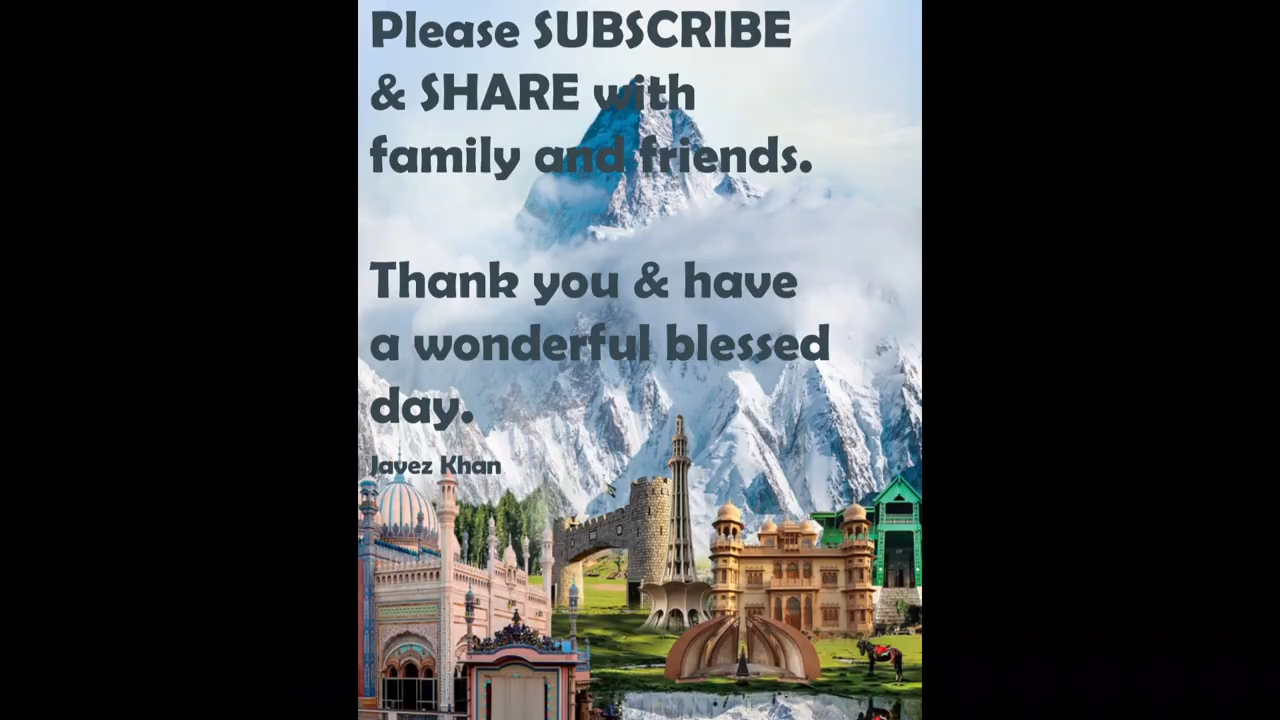 Please SUBSCRIBE
& SHARE with
family and friends.
Thank you & have
a wonderful blessed
day.
Javez Khan